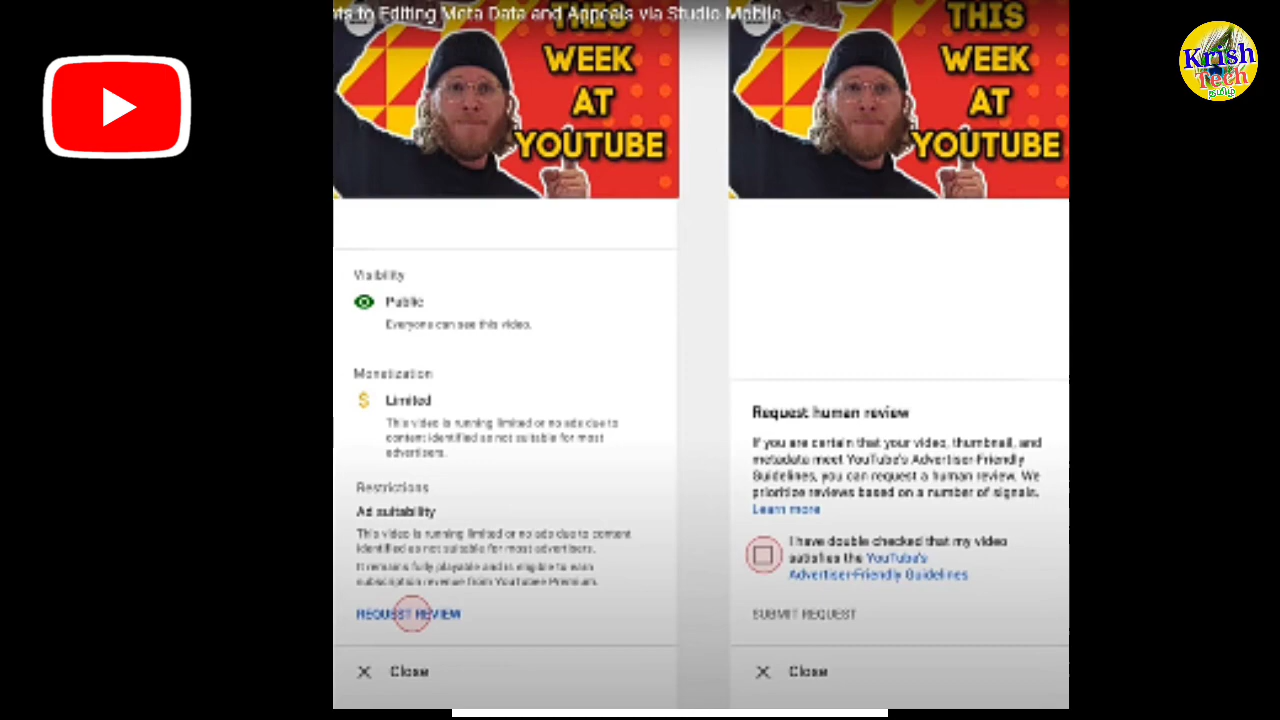 ts to Editing Meta Data and Appeals via Studio Mobile
THIS
WEEK
AT
YOUTUBE
Visibility
Public
Everyone can see this video.
Monetization
Limited
This video is running limited or no ads due to
content identified as not suitable for most
advertisers.
Restrictions
Ad suitability
This video is running limited or no ads due to content
identified as not suitable for most advertisers.
It remains fully playable and is eligible to earn
subscription revenue from Youtubee Premium.
REQUEST REVIEW
Close
THIS
WEEK
AT
YOUTUBE
Request human review
If you are certain that your video, thumbnail, and
metadata meet YouTube's Advertiser-Friendly
Guidelines, you can request a human review. We
prioritize reviews based on a number of signals.
Learn more
I have double checked that my video
satisfies the YouTube's
Advertiser-Friendly Guidelines
SUBMIT REQUEST
Close
Krish
Tech
தமிழ்